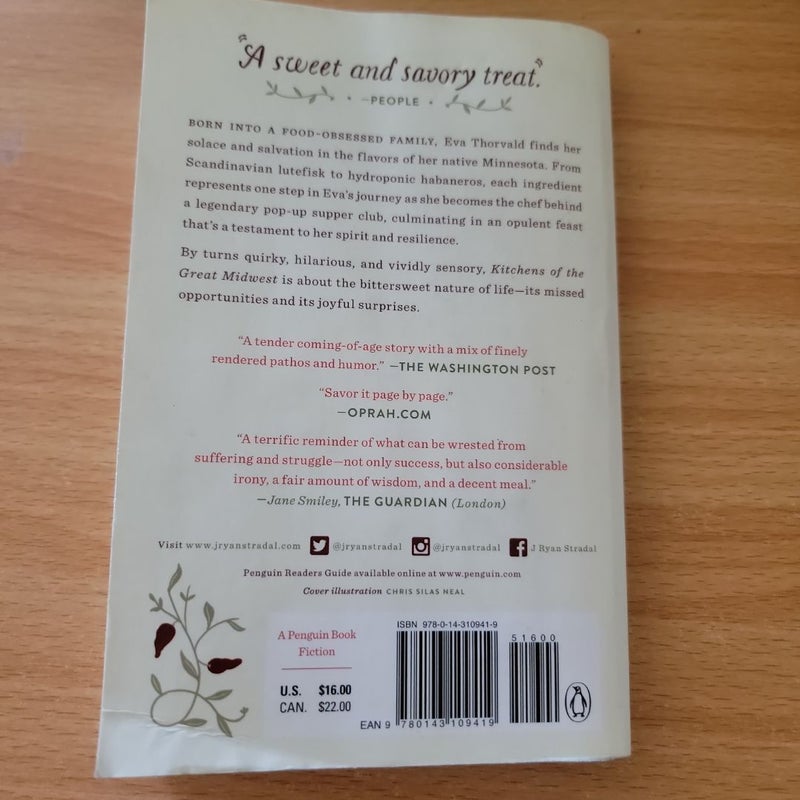 "A sweet and savory treat."
—PEOPLE
BORN INTO A FOOD-OBSESSED FAMILY, Eva Thorvald finds her
solace and salvation in the flavors of her native Minnesota. From
Scandinavian lutefisk to hydroponic habaneros, each ingredient
represents one step in Eva's journey as she becomes the chef behind
a legendary pop-up supper club, culminating in an opulent feast
that's a testament to her spirit and resilience.
By turns quirky, hilarious, and vividly sensory, Kitchens of the
Great Midwest is about the bittersweet nature of life—its missed
opportunities and its joyful surprises.
"A tender coming-of-age story with a mix of finely
rendered pathos and humor." —THE WASHINGTON POST
"Savor it page by page."
—OPRAH.COM
"A terrific reminder of what can be wrested from
suffering and struggle—not only success, but also considerable
irony, a fair amount of wisdom, and a decent meal."
—Jane Smiley, THE GUARDIAN (London)
Visit www.jryanstradal.com @jryanstradal @jryanstradal J Ryan Stradal
Penguin Readers Guide available online at www.penguin.com
Cover illustration CHRIS SILAS NEAL
A Penguin Book
Fiction
U.S. $16.00
CAN. $22.00
ISBN 978-0-14-310941-9
51600
EAN 9 780143 109419